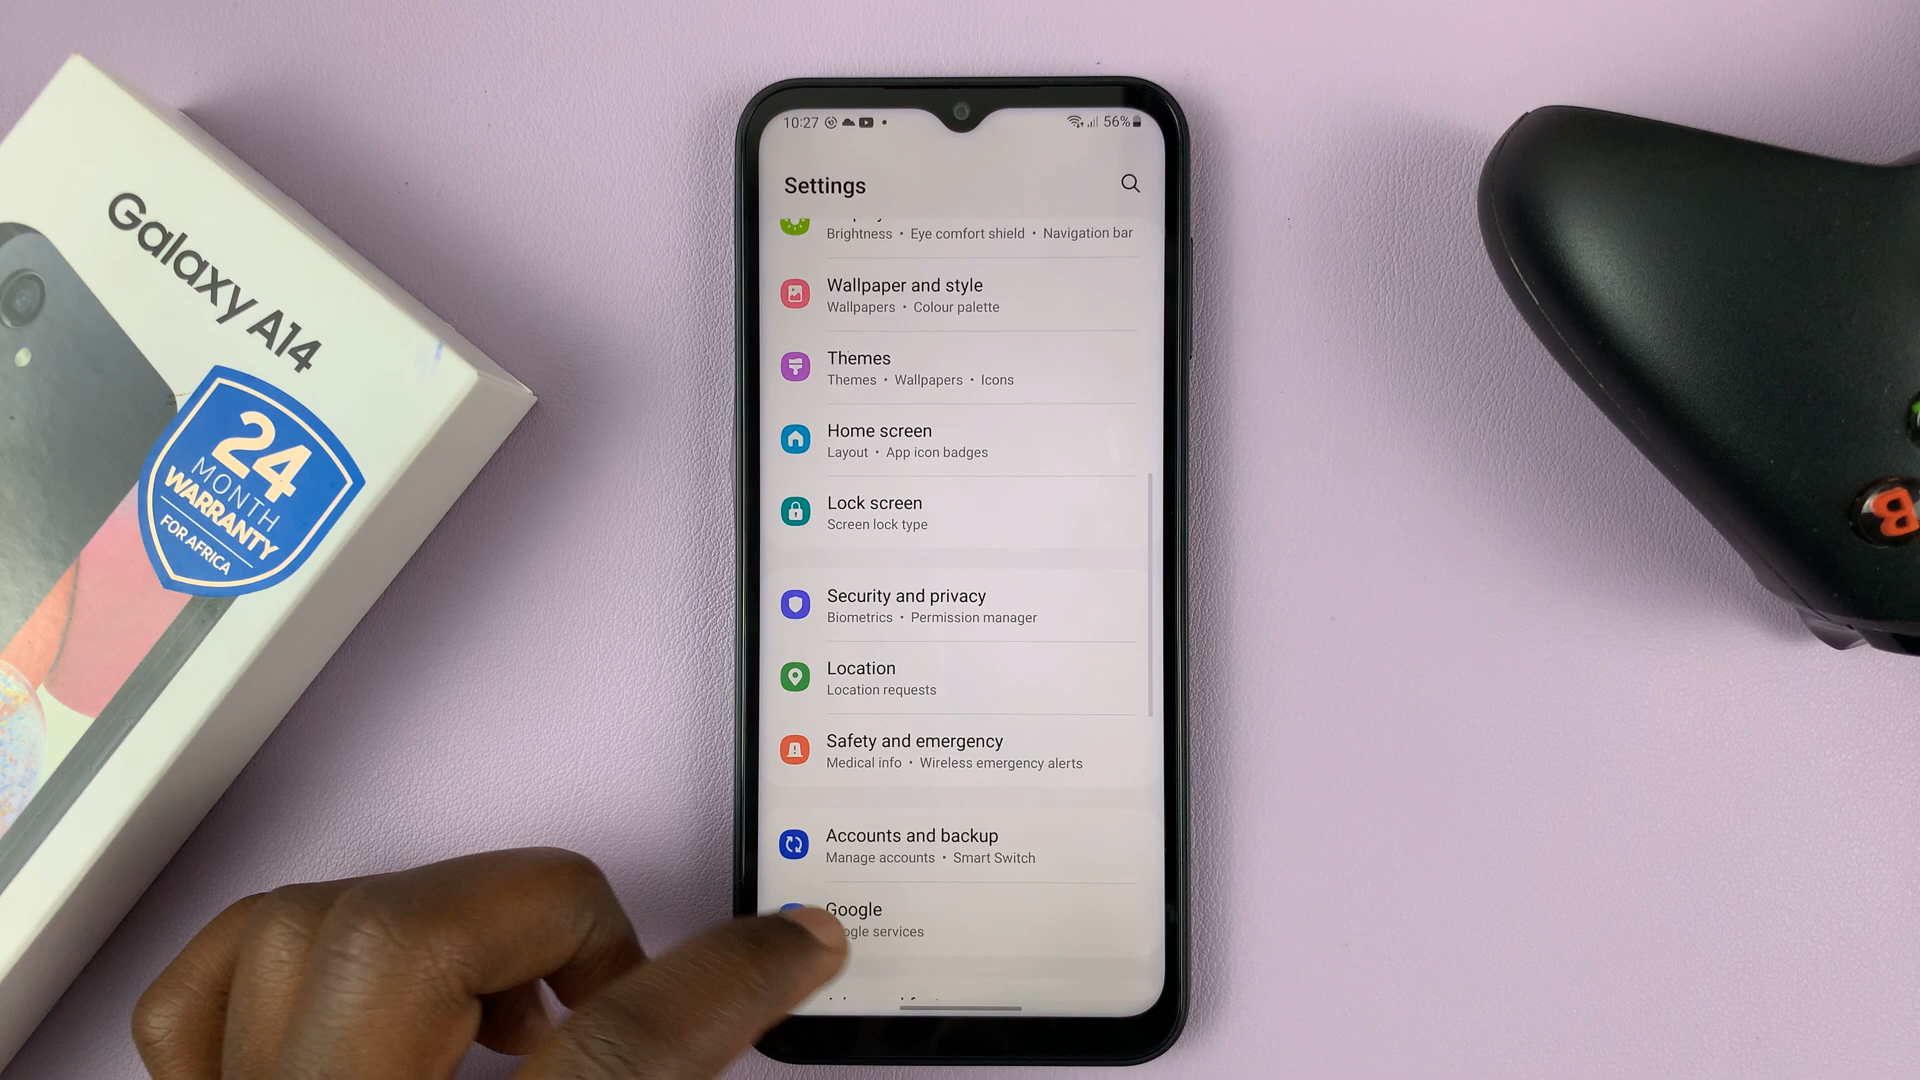 Galaxy A14
24
MONTH
WARRANTY
FOR AFRICA
10:27
56%
Settings
Brightness • Eye comfort shield • Navigation bar
Wallpaper and style
Wallpapers • Colour palette
Themes
Themes • Wallpapers • Icons
Home screen
Layout • App icon badges
Lock screen
Screen lock type
Security and privacy
Biometrics • Permission manager
Location
Location requests
Safety and emergency
Medical info • Wireless emergency alerts
Accounts and backup
Manage accounts • Smart Switch
Google
services
B